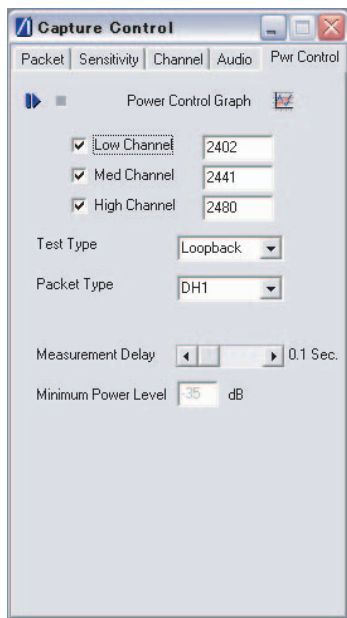 Capture Control
Packet Sensitivity Channel Audio Pwr Control
Power Control Graph
Low Channel 2402
Med Channel 2441
High Channel 2480
Test Type Loopback
Packet Type DH1
Measurement Delay 0.1 Sec.
Minimum Power Level -35 dB